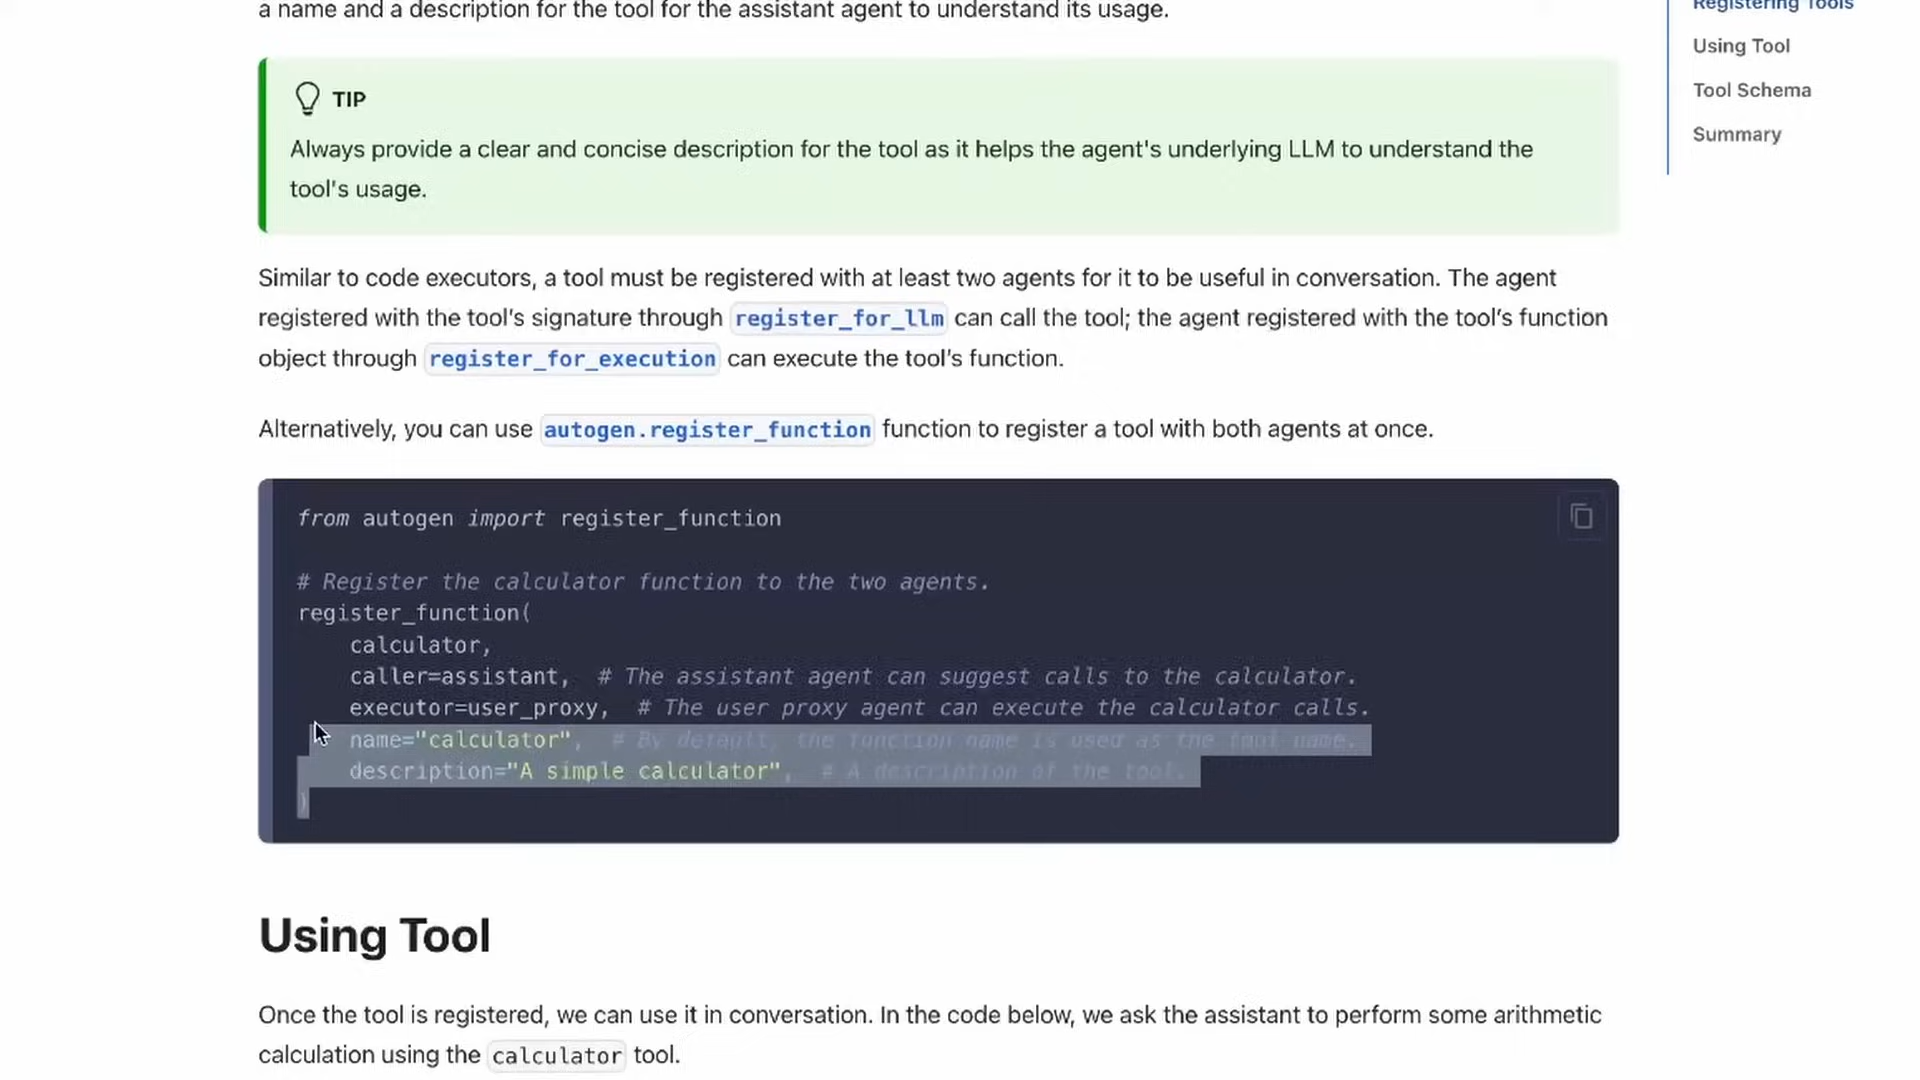 a name and a description for the tool for the assistant agent to understand its usage.
TIP
Always provide a clear and concise description for the tool as it helps the agent's underlying LLM to understand the
tool's usage.
Similar to code executors, a tool must be registered with at least two agents for it to be useful in conversation. The agent
registered with the tool’s signature through register_for_llm can call the tool; the agent registered with the tool’s function
object through register_for_execution can execute the tool’s function.
Alternatively, you can use autogen.register_function function to register a tool with both agents at once.
from autogen import register_function
# Register the calculator function to the two agents.
register_function(
    calculator,
    caller=assistant,  # The assistant agent can suggest calls to the calculator.
    executor=user_proxy,  # The user proxy agent can execute the calculator calls.
    name="calculator",  # By default, the function name is used as the tool name.
    description="A simple calculator",  # A description of the tool.
)
Using Tool
Once the tool is registered, we can use it in conversation. In the code below, we ask the assistant to perform some arithmetic
calculation using the calculator tool.
Registering Tools
Using Tool
Tool Schema
Summary